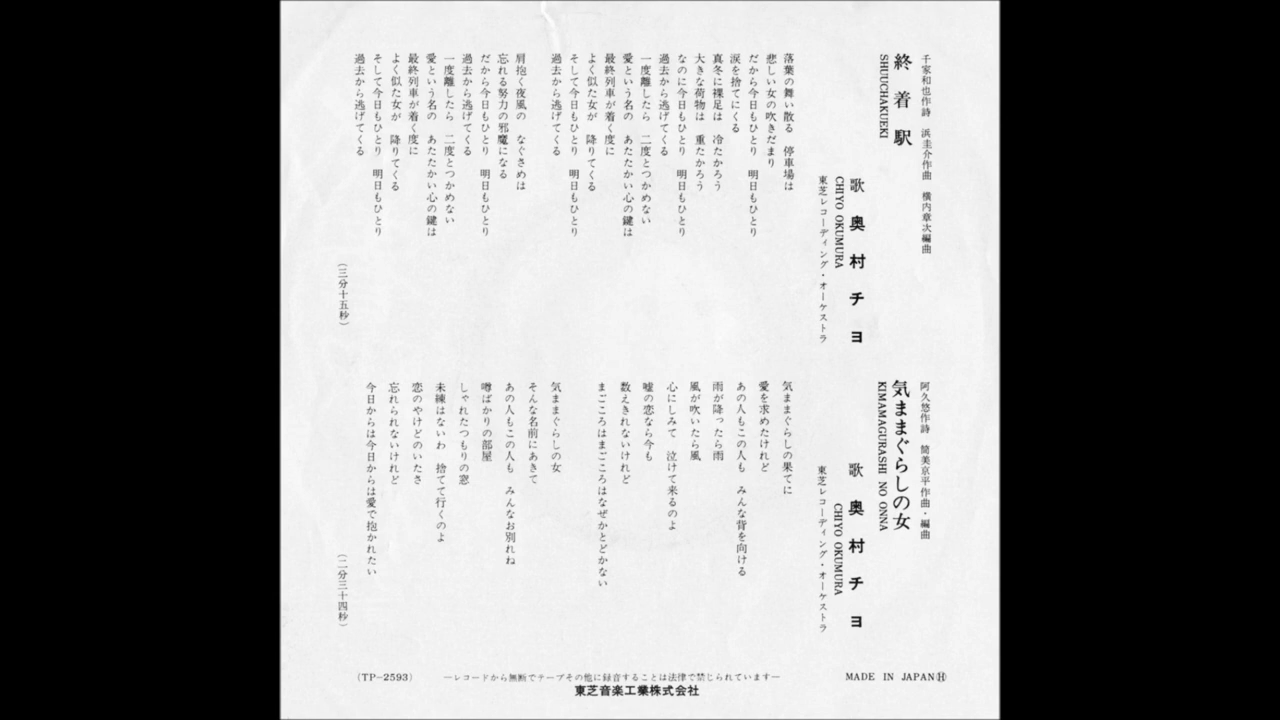 千家和也作詩　浜圭介作曲　横内章次編曲
終着駅
SHUUCHAKUEKI
歌　奥村チヨ
CHIYO OKUMURA
東芝レコーディング・オーケストラ
落葉の舞い散る　停車場は
悲しい女の吹きだまり
だから今日もひとり　明日もひとり
涙を捨てにくる
真冬に裸足は　冷たかろう
大きな荷物は　重たかろう
なのに今日もひとり　明日もひとり
過去から逃げてくる
一度離したら　二度とつかめない
愛という名の　あたたかい心の鍵は
最終列車が着く度に
よく似た女が　降りてくる
そして今日もひとり　明日もひとり
過去から逃げてくる
肩抱く夜風の　なぐさめは
忘れる努力の邪魔になる
だから今日もひとり　明日もひとり
過去から逃げてくる
一度離したら　二度とつかめない
愛という名の　あたたかい心の鍵は
最終列車が着く度に
よく似た女が　降りてくる
そして今日もひとり　明日もひとり
過去から逃げてくる
（三分十五秒）
阿久悠作詩　筒美京平作曲・編曲
気ままぐらしの女
KIMAMAGURASHI NO ONNA
歌　奥村チヨ
CHIYO OKUMURA
東芝レコーディング・オーケストラ
気ままぐらしの果てに
愛を求めたけれど
あの人もこの人も　みんな背を向ける
雨が降ったら雨
風が吹いたら風
心にしみて　泣けて来るのよ
嘘の恋なら今も
数えきれないけれど
まごころはまごころはなぜかとどかない
気ままぐらしの女
そんな名前にあきて
あの人もこの人も　みんなお別れね
噂ばかりの部屋
しゃれたつもりの窓
未練はないわ　捨てて行くのよ
恋のやけどのいたさ
忘れられないけれど
今日からは今日からは愛で抱かれたい
（二分三十四秒）
（TP-2593）
―レコードから無断でテープその他に録音することは法律で禁じられています―
MADE IN JAPAN Ⓗ
東芝音楽工業株式会社